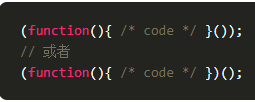 (function(){ /* code */ }());
// 或者
(function(){ /* code */ })();